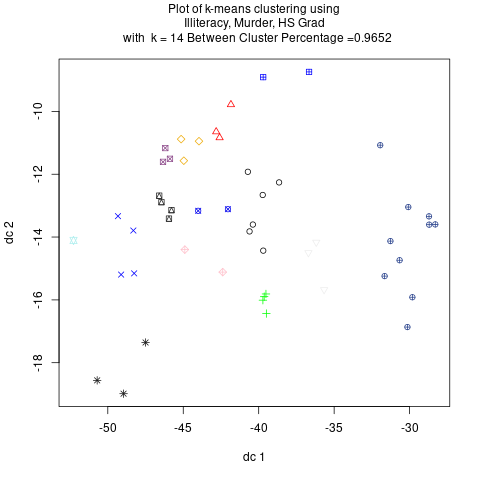 Plot of k-means clustering using
Illiteracy, Murder, HS Grad
with k = 14 Between Cluster Percentage =0.9652
-10
-12
-14
-16
-18
dc 2
-50 -45 -40 -35 -30
dc 1